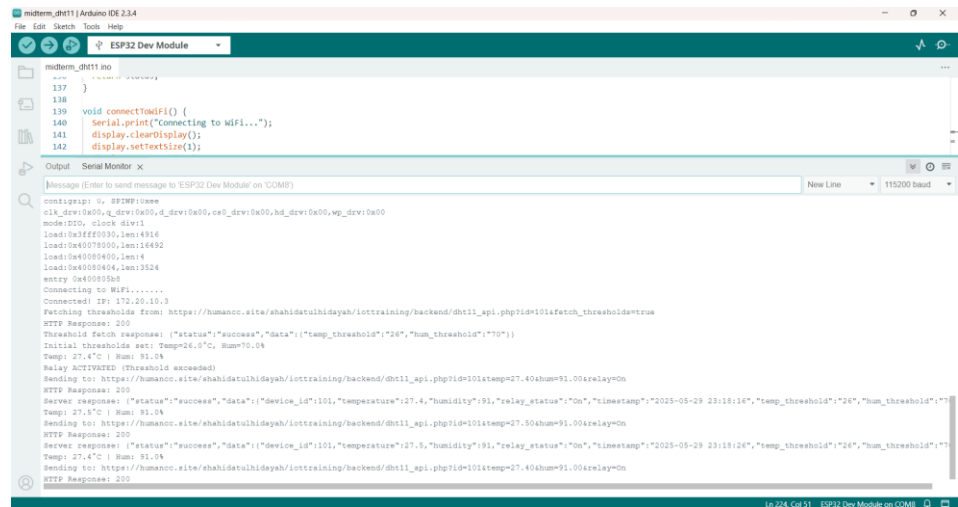 midterm_dht11 | Arduino IDE 2.3.4
File Edit Sketch Tools Help
ESP32 Dev Module
midterm_dht11.ino
137 }
138
139 void connectToWiFi() {
140 Serial.print("Connecting to WiFi...");
141 display.clearDisplay();
142 display.setTextSize(1);
Output Serial Monitor
Message (Enter to send message to 'ESP32 Dev Module' on 'COM8')
New Line
115200 baud
configsip: 0, SPIWP:0xee
clk_drv:0x00,q_drv:0x00,d_drv:0x00,cs0_drv:0x00,hd_drv:0x00,wp_drv:0x00
mode:DIO, clock div:1
load:0x3fff0030,len:4916
load:0x40078000,len:16492
load:0x40080400,len:4
load:0x40080404,len:3524
entry 0x400805b8
Connecting to WiFi.......
Connected! IP: 172.20.10.3
Fetching thresholds from: https://humancc.site/shahidatulhidayah/iottraining/backend/dht11_api.php?id=101&fetch_thresholds=true
HTTP Response: 200
Threshold fetch response: {"status":"success","data":{"temp_threshold":"26","hum_threshold":"70"}}
Initial thresholds set: Temp=26.0°C, Hum=70.0%
Temp: 27.4°C | Hum: 91.0%
Relay ACTIVATED (Threshold exceeded)
Sending to: https://humancc.site/shahidatulhidayah/iottraining/backend/dht11_api.php?id=101&temp=27.40&hum=91.00&relay=On
HTTP Response: 200
Server response: {"status":"success","data":{"device_id":101,"temperature":27.4,"humidity":91,"relay_status":"On","timestamp":"2025-05-29 23:18:16","temp_threshold":"26","hum_threshold":"7
Temp: 27.5°C | Hum: 91.0%
Sending to: https://humancc.site/shahidatulhidayah/iottraining/backend/dht11_api.php?id=101&temp=27.50&hum=91.00&relay=On
HTTP Response: 200
Server response: {"status":"success","data":{"device_id":101,"temperature":27.5,"humidity":91,"relay_status":"On","timestamp":"2025-05-29 23:18:26","temp_threshold":"26","hum_threshold":"7
Temp: 27.4°C | Hum: 91.0%
Sending to: https://humancc.site/shahidatulhidayah/iottraining/backend/dht11_api.php?id=101&temp=27.40&hum=91.00&relay=On
HTTP Response: 200
Ln 224, Col 51 ESP32 Dev Module on COM8